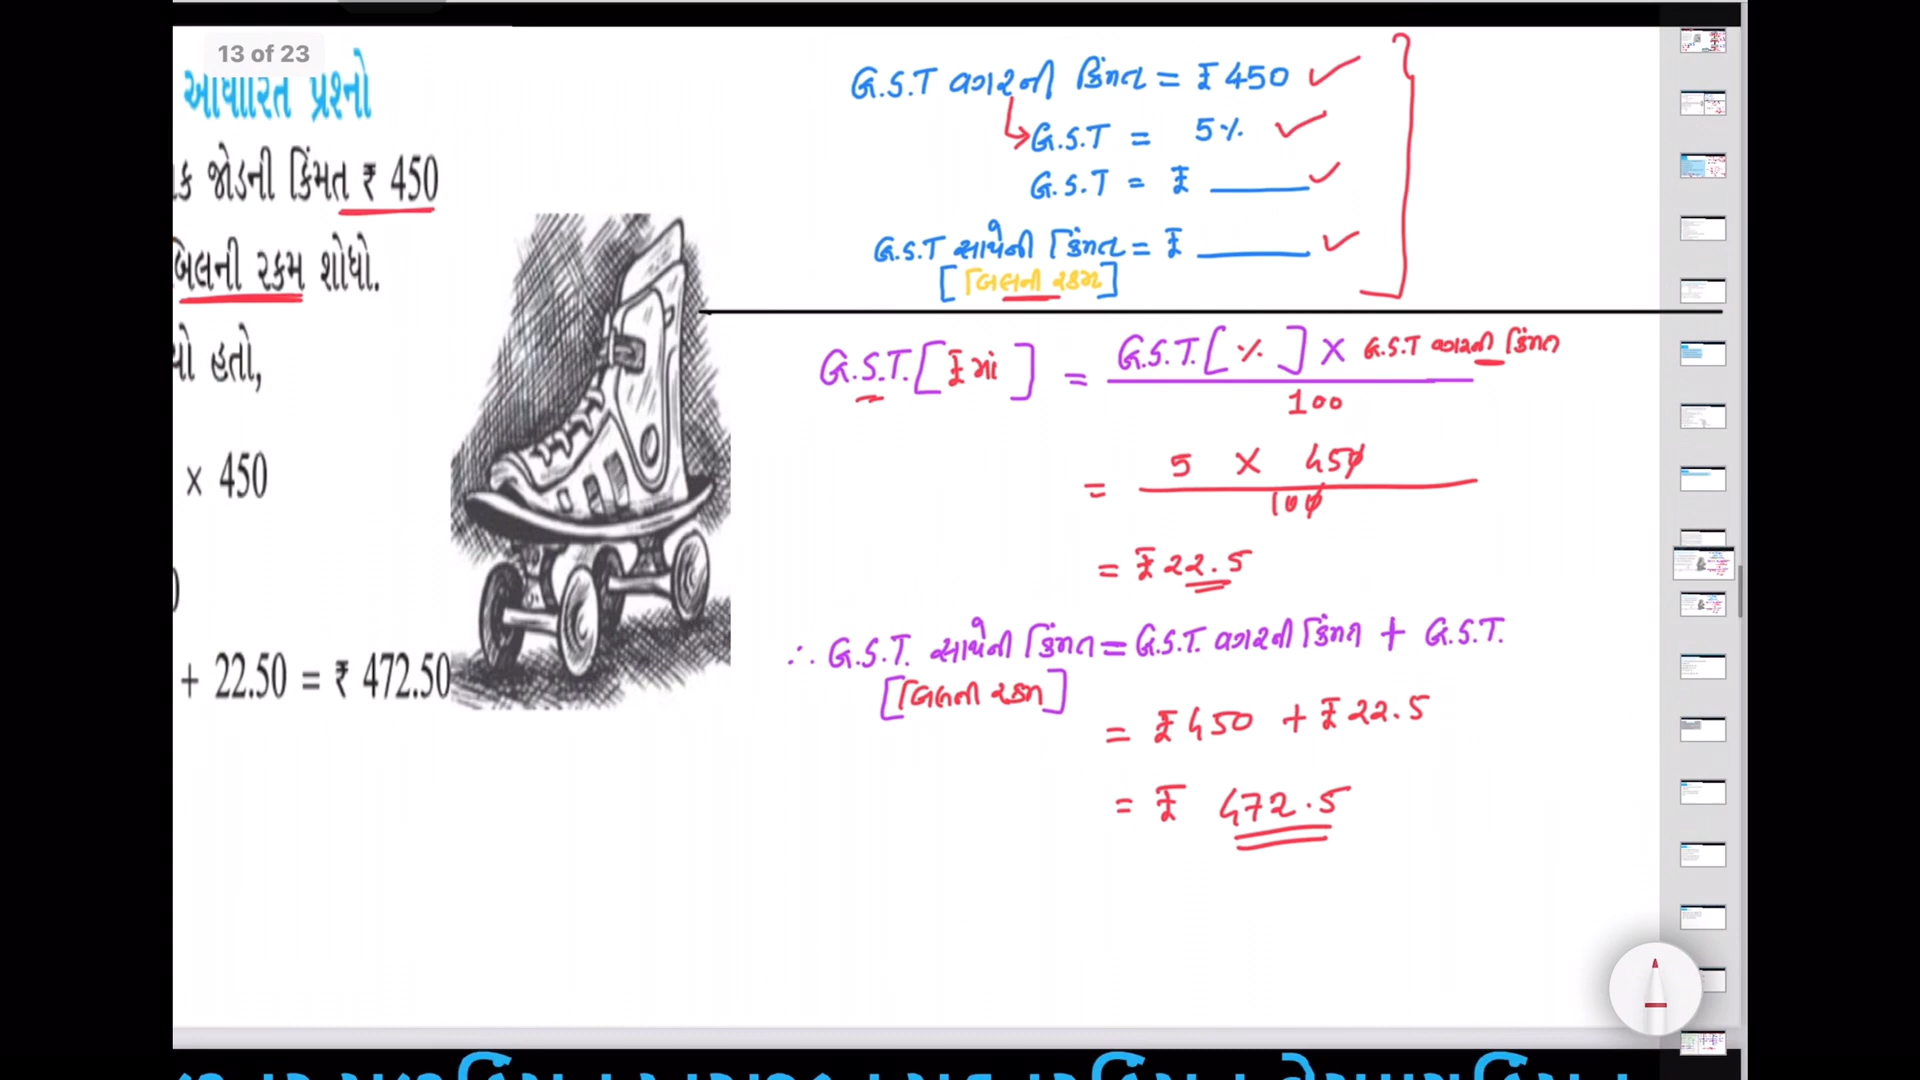 13 of 23
આધારિત પ્રશ્નો
ક જોડની કિંમત ₹ 450
બિલની રકમ શોધો.
યો હતો,
× 450
+ 22.50 = ₹ 472.50
G.S.T વગરની કિંમત = ₹ 450
G.S.T = 5%
G.S.T = ₹ ____
G.S.T સાથેની કિંમત = ₹ ____
[બિલની રકમ]
G.S.T. [₹ માં] = G.S.T. [%] X G.S.T વગરની કિંમત
100
= 5 X 450
100
= ₹ 22.5
∴ G.S.T. સાથેની કિંમત = G.S.T. વગરની કિંમત + G.S.T.
[બિલની રકમ]
= ₹ 450 + ₹ 22.5
= ₹ 472.5